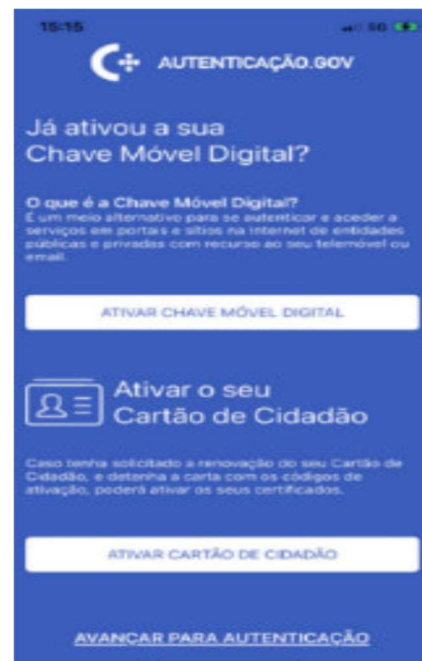 15:15
5G
AUTENTICAÇÃO.GOV
Já ativou a sua
Chave Móvel Digital?
O que é a Chave Móvel Digital?
É um meio alternativo para se autenticar e aceder a
serviços em portais e sítios na Internet de entidades
públicas e privadas com recurso ao seu telemóvel ou
email.
ATIVAR CHAVE MÓVEL DIGITAL
Ativar o seu
Cartão de Cidadão
Caso tenha solicitado a renovação do seu Cartão de
Cidadão, e detenha a carta com os códigos de
ativação, poderá ativar os seus certificados.
ATIVAR CARTÃO DE CIDADÃO
AVANÇAR PARA AUTENTICAÇÃO